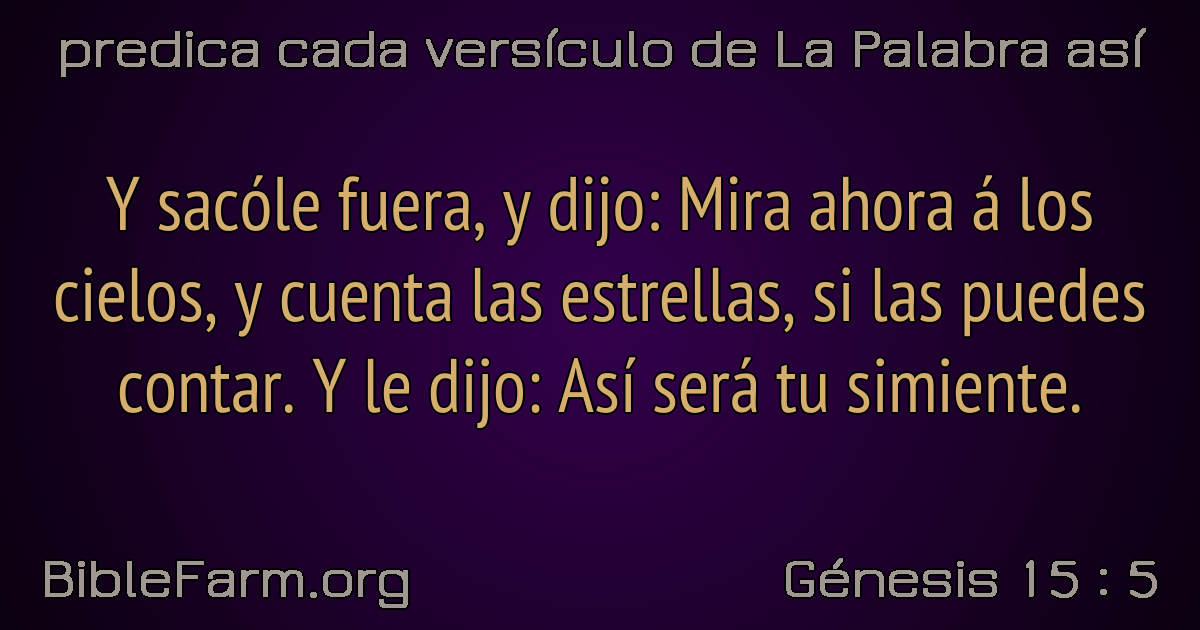 predica cada versículo de La Palabra así
Y sacóle fuera, y dijo: Mira ahora á los
cielos, y cuenta las estrellas, si las puedes
contar. Y le dijo: Así será tu simiente.
BibleFarm.org
Génesis 15 : 5